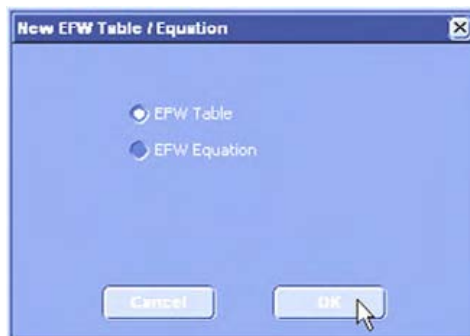 New EFW Table / Equation
EFW Table
EFW Equation
Cancel
OK